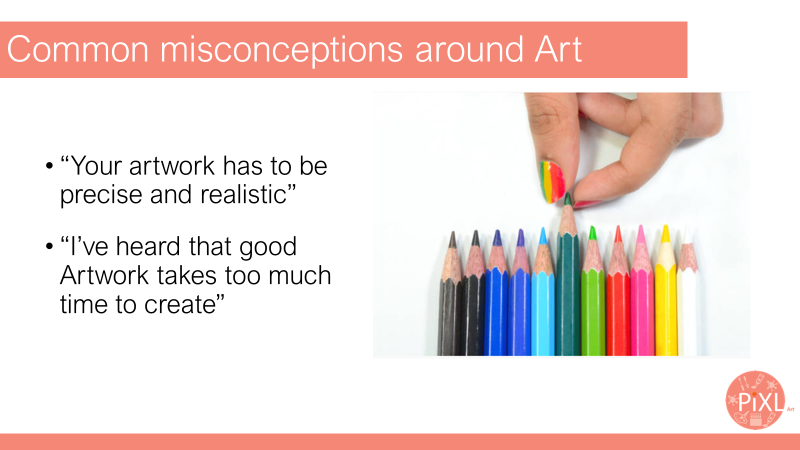 Common misconceptions around Art
• “Your artwork has to be
precise and realistic”
• “I’ve heard that good
Artwork takes too much
time to create”
PiXL
Art